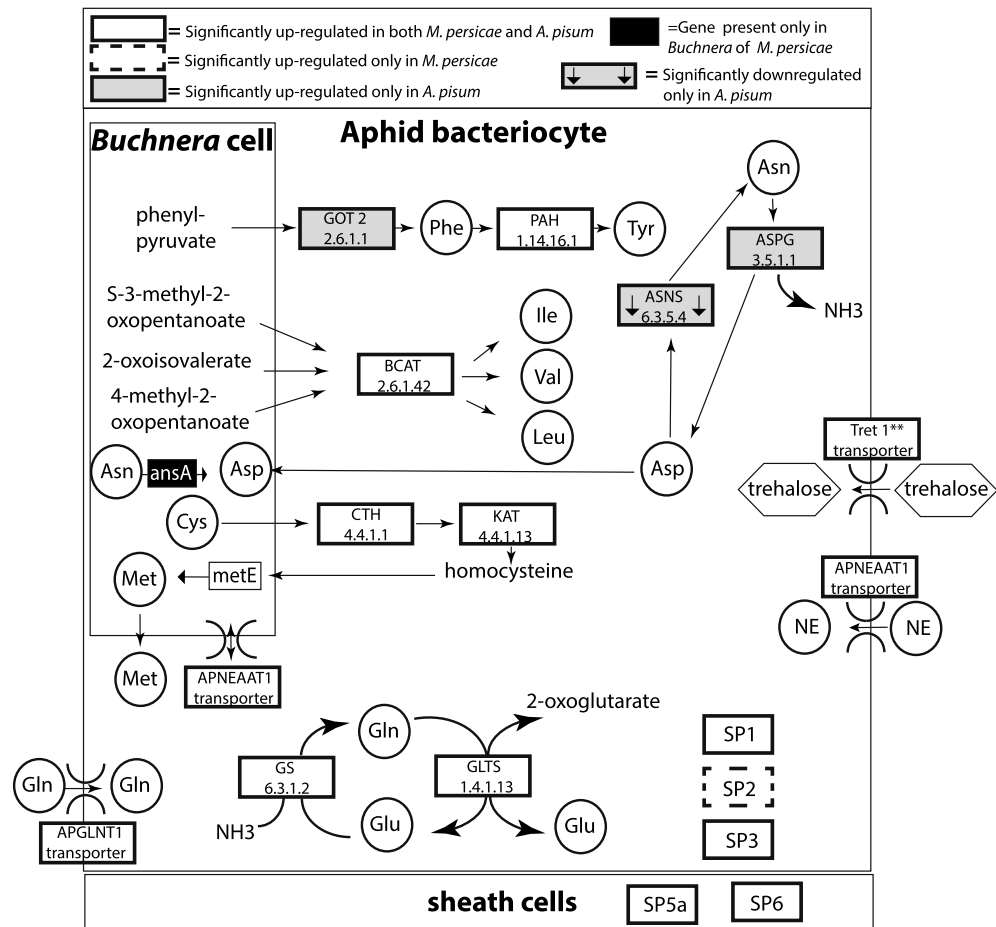 = Significantly up-regulated in both M. persicae and A. pisum
= Significantly up-regulated only in M. persicae
= Significantly up-regulated only in A. pisum
=Gene present only in
Buchnera of M. persicae
= Significantly downregulated
only in A. pisum
Buchnera cell
Aphid bacteriocyte
phenyl-
pyruvate
GOT 2
2.6.1.1
Phe
PAH
1.14.16.1
Tyr
Asn
ASPG
3.5.1.1
NH3
ASNS
6.3.5.4
S-3-methyl-2-
oxopentanoate
2-oxoisovalerate
4-methyl-2-
oxopentanoate
BCAT
2.6.1.42
Ile
Val
Leu
Asn
ansA
Asp
Asp
Tret 1**
transporter
trehalose
trehalose
Cys
CTH
4.4.1.1
KAT
4.4.1.13
homocysteine
metE
Met
Met
APNEAAT1
transporter
APNEAAT1
transporter
NE
NE
Gln
Gln
APGLNT1
transporter
GS
6.3.1.2
NH3
Gln
Glu
GLTS
1.4.1.13
2-oxoglutarate
Glu
SP1
SP2
SP3
sheath cells
SP5a
SP6